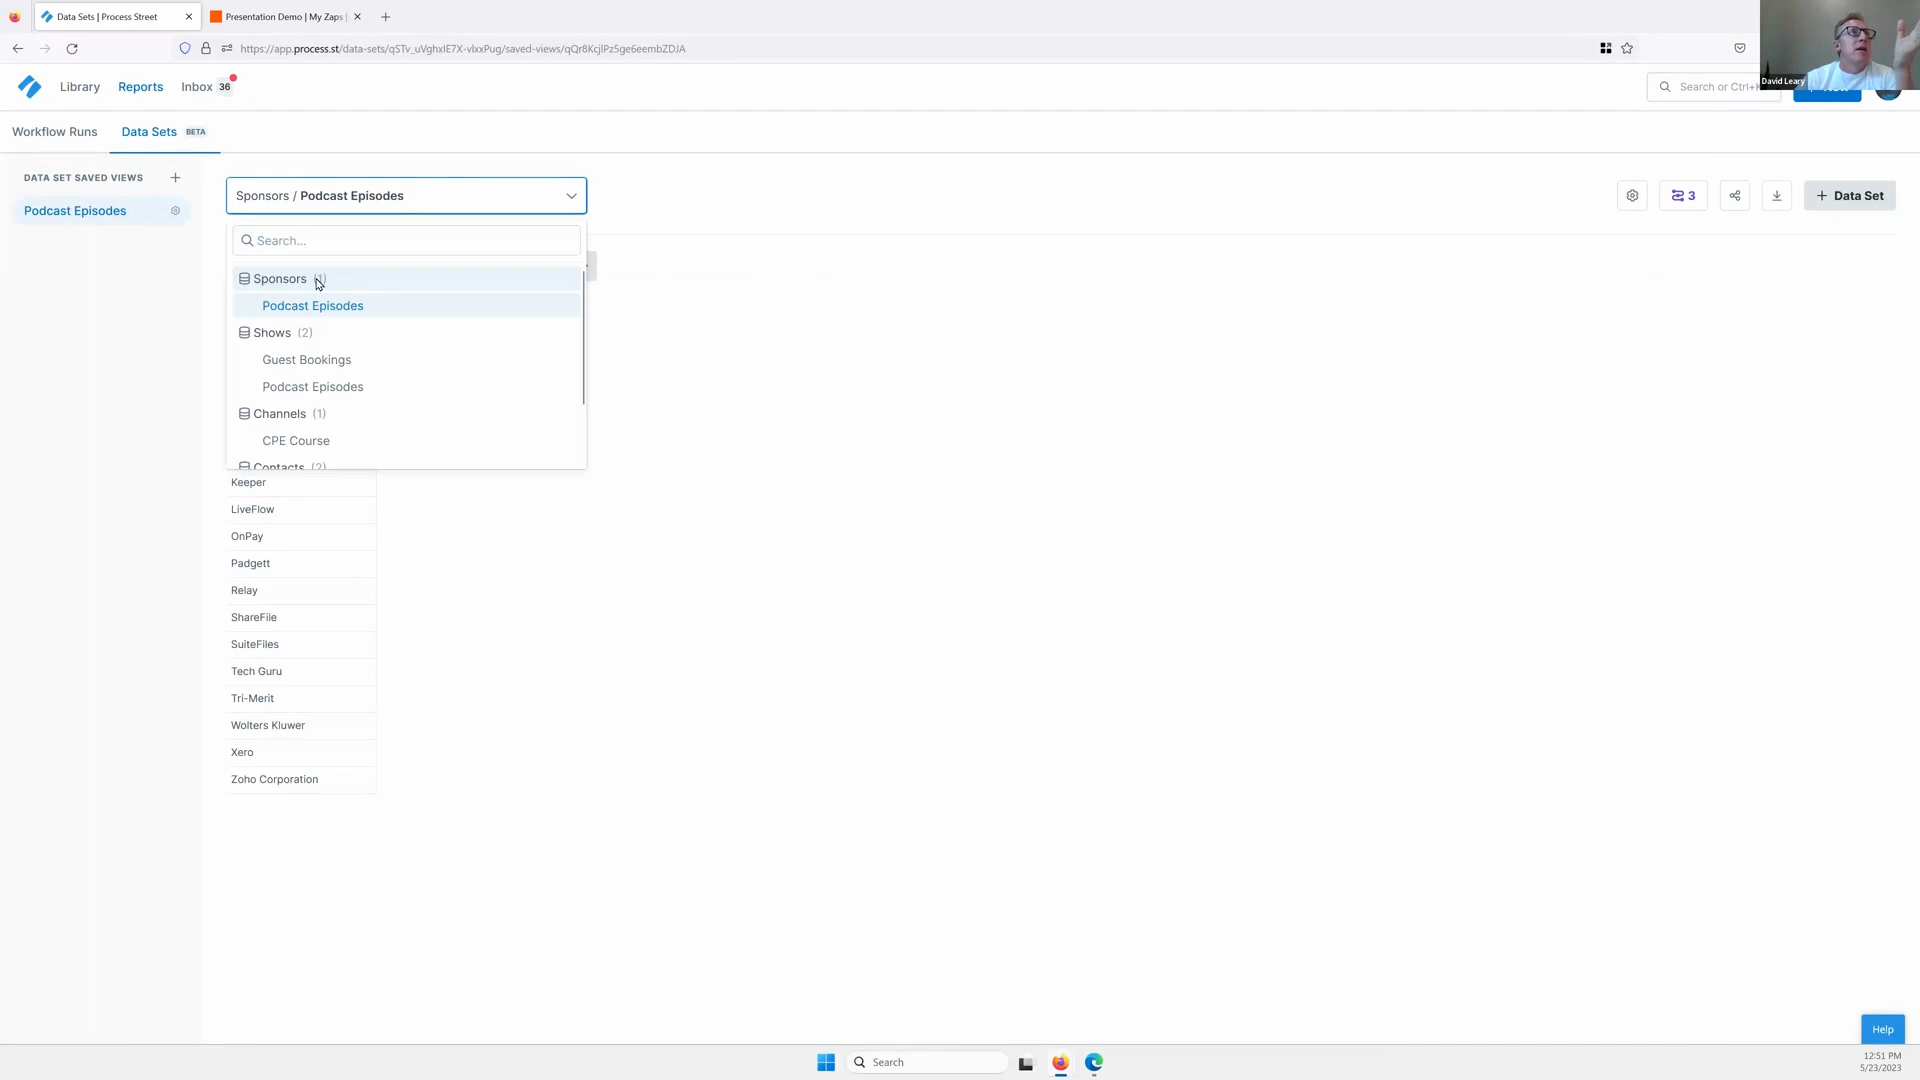 Data Sets | Process Street
Presentation Demo | My Zaps |
https://app.process.st/data-sets/qSTv_uVghxIE7X-vlxxPug/saved-views/qQr8KcjlPz5ge6eembZDJA
David Leary
Library
Reports
Inbox 36
Search or Ctrl+K
Workflow Runs
Data Sets BETA
DATA SET SAVED VIEWS
Podcast Episodes
Sponsors / Podcast Episodes
3
+ Data Set
Search...
Sponsors (1)
Podcast Episodes
Shows (2)
Guest Bookings
Podcast Episodes
Channels (1)
CPE Course
Contacts (2)
Keeper
LiveFlow
OnPay
Padgett
Relay
ShareFile
SuiteFiles
Tech Guru
Tri-Merit
Wolters Kluwer
Xero
Zoho Corporation
Help
Search
12:51 PM
5/23/2023